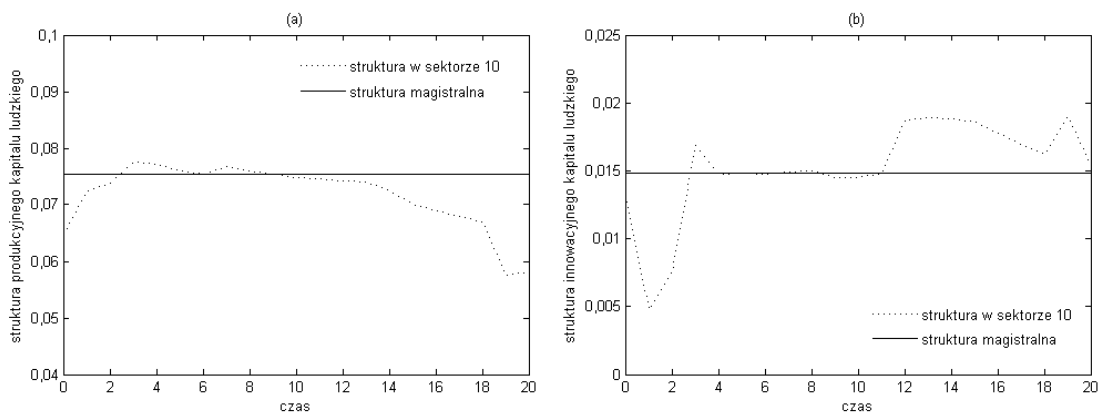 (a)
0,1
0,09
0,08
0,07
0,06
0,05
0,04
0 2 4 6 8 10 12 14 16 18 20
czas
struktura produkcyjnego kapitału ludzkiego
struktura w sektorze 10
struktura magistralna
(b)
0,025
0,02
0,015
0,01
0,005
0
0 2 4 6 8 10 12 14 16 18 20
czas
struktura innowacyjnego kapitału ludzkiego
struktura w sektorze 10
struktura magistralna